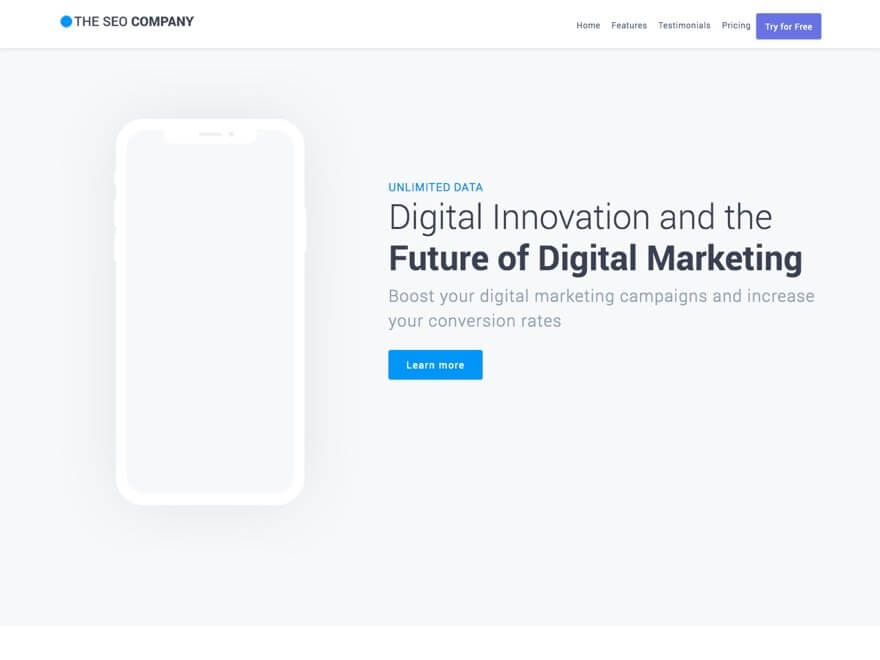 THE SEO COMPANY
Home Features Testimonials Pricing Try for Free
UNLIMITED DATA
Digital Innovation and the
Future of Digital Marketing
Boost your digital marketing campaigns and increase
your conversion rates
Learn more